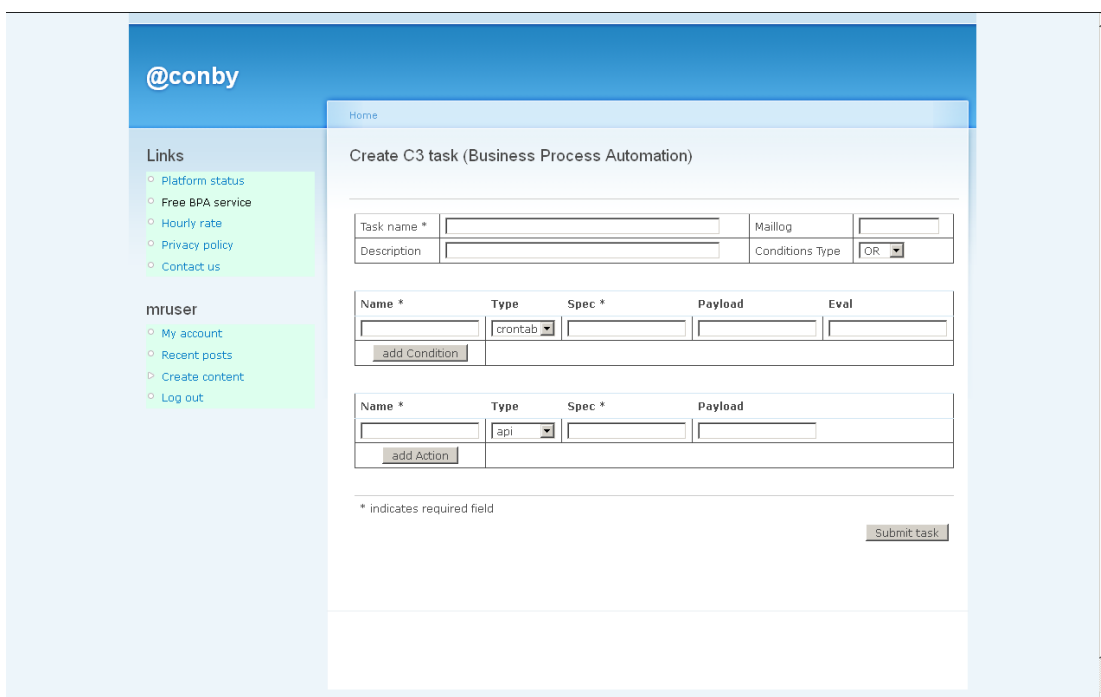 @conby
Home
Links
Platform status
Free BPA service
Hourly rate
Privacy policy
Contact us
mruser
My account
Recent posts
Create content
Log out
Create C3 task (Business Process Automation)
Task name * Maillog
Description Conditions Type OR
Name * Type Spec * Payload Eval
crontab
add Condition
Name * Type Spec * Payload
api
add Action
* indicates required field
Submit task